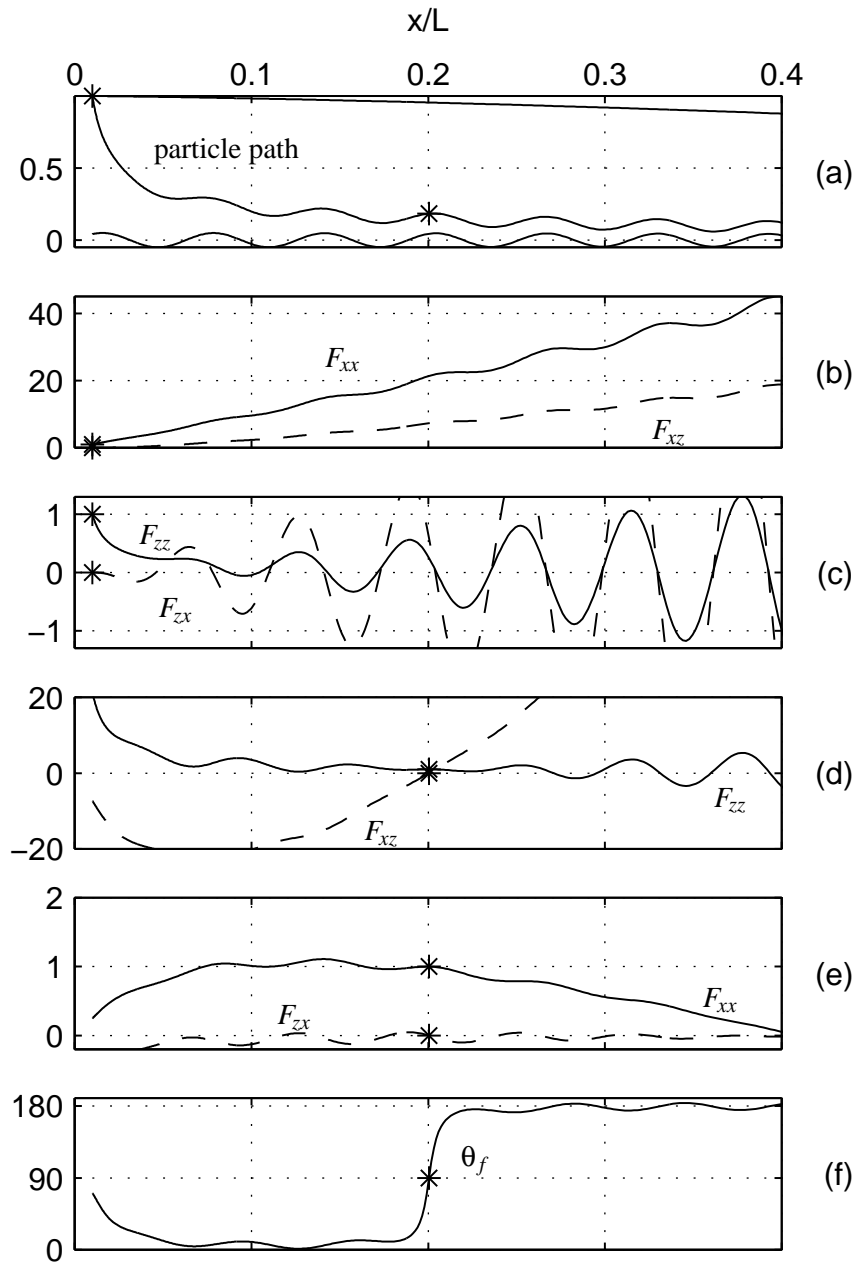 x/L
0 0.1 0.2 0.3 0.4
particle path
0.5
0
(a)
40
20
0
F_xx
F_xz
(b)
1
0
−1
F_zz
F_zx
(c)
20
0
−20
F_xz
F_zz
(d)
2
1
0
F_zx
F_xx
(e)
180
90
0
θ_f
(f)